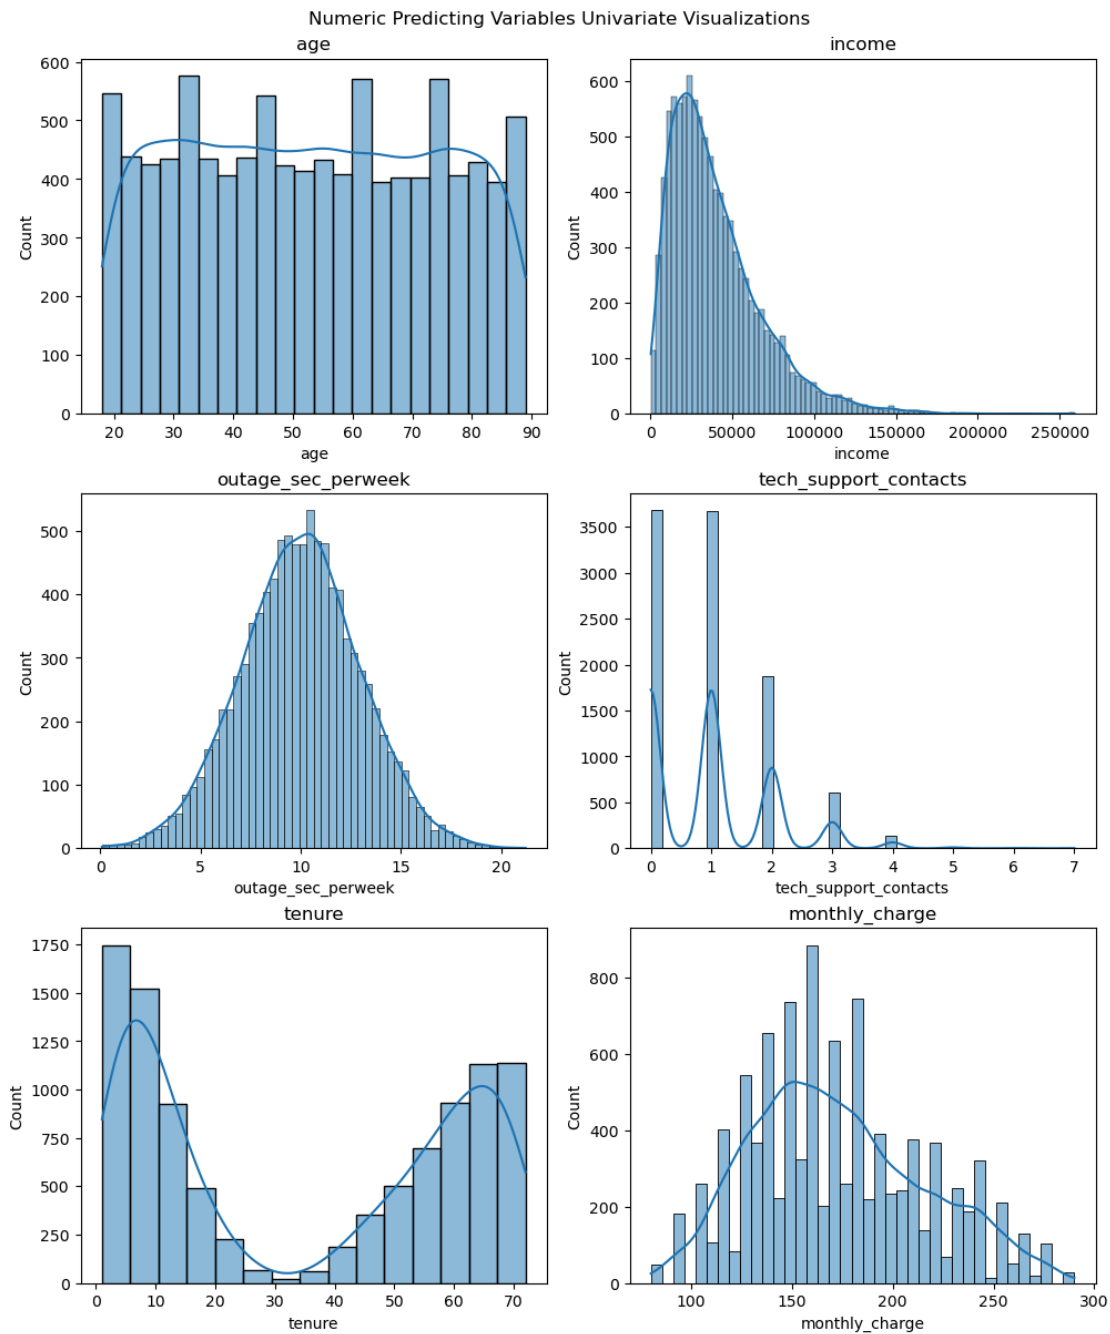 Numeric Predicting Variables Univariate Visualizations
age
600
500
400
300
200
100
0
Count
20 30 40 50 60 70 80 90
age
income
600
500
400
300
200
100
0
Count
0 50000 100000 150000 200000 250000
income
outage_sec_perweek
500
400
300
200
100
0
Count
0 5 10 15 20
outage_sec_perweek
tech_support_contacts
3500
3000
2500
2000
1500
1000
500
0
Count
0 1 2 3 4 5 6 7
tech_support_contacts
tenure
1750
1500
1250
1000
750
500
250
0
Count
0 10 20 30 40 50 60 70
tenure
monthly_charge
800
600
400
200
0
Count
100 150 200 250 300
monthly_charge